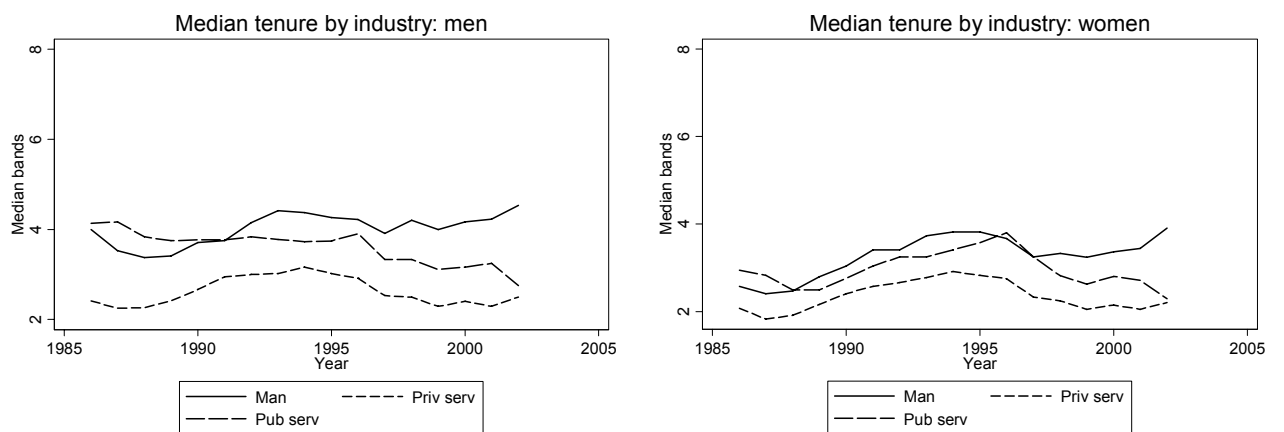 Median tenure by industry: men
8
6
4
2
Median bands
1985 1990 1995 2000 2005
Year
Man Priv serv
Pub serv
Median tenure by industry: women
8
6
4
2
Median bands
1985 1990 1995 2000 2005
Year
Man Priv serv
Pub serv